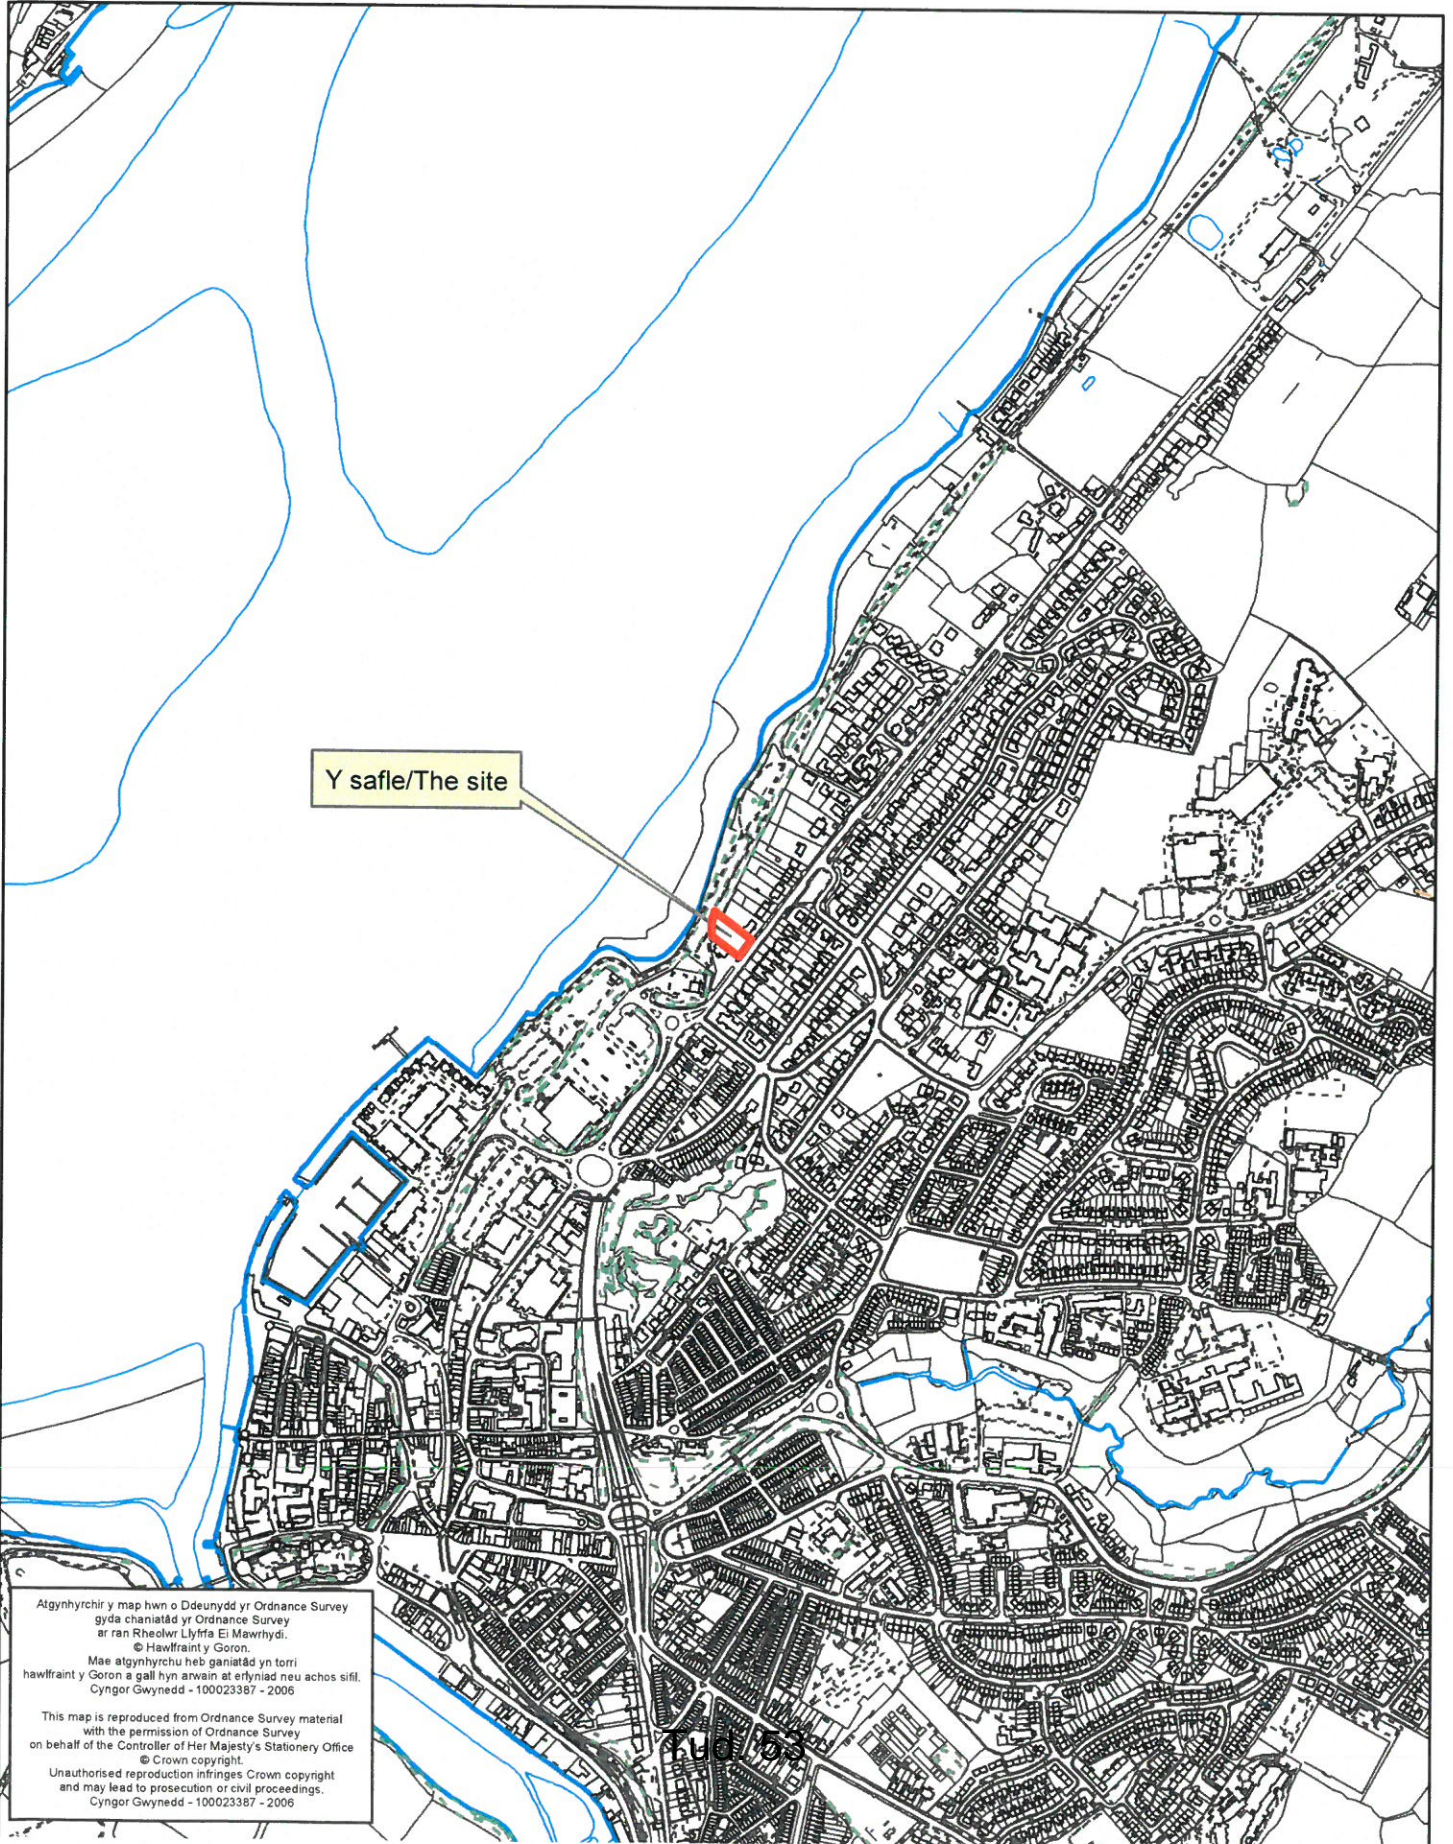 Y safle/The site
Atgynhyrchir y map hwn o Ddeunydd yr Ordnance Survey
gyda chaniatâd yr Ordnance Survey
ar ran Rheolwr Llyfrfa Ei Mawrhydi.
© Hawlfraint y Goron.
Mae atgynhyrchu heb ganiatâd yn torri
hawlfraint y Goron a gall hyn arwain at erlyniad neu achos sifil.
Cyngor Gwynedd - 100023387 - 2006
This map is reproduced from Ordnance Survey material
with the permission of Ordnance Survey
on behalf of the Controller of Her Majesty's Stationery Office
© Crown copyright.
Unauthorised reproduction infringes Crown copyright
and may lead to prosecution or civil proceedings.
Cyngor Gwynedd - 100023387 - 2006
Tud. 53